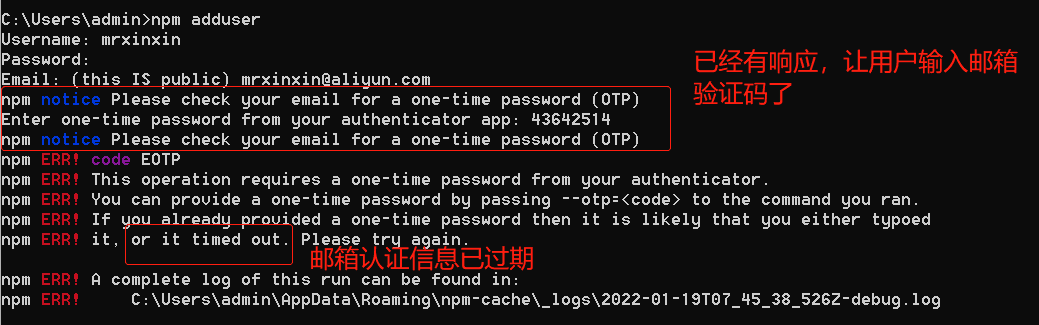 C:\Users\admin>npm adduser
Username: mrxinxin
Password:
Email: (this IS public) mrxinxin@aliyun.com
npm notice Please check your email for a one-time password (OTP)
Enter one-time password from your authenticator app: 43642514
npm notice Please check your email for a one-time password (OTP)
已经有响应，让用户输入邮箱
验证码了
npm ERR! code EOTP
npm ERR! This operation requires a one-time password from your authenticator.
npm ERR! You can provide a one-time password by passing --otp=<code> to the command you ran.
npm ERR! If you already provided a one-time password then it is likely that you either typoed
npm ERR! it, or it timed out. Please try again.
邮箱认证信息已过期
npm ERR! A complete log of this run can be found in:
npm ERR!     C:\Users\admin\AppData\Roaming\npm-cache\_logs\2022-01-19T07_45_38_526Z-debug.log